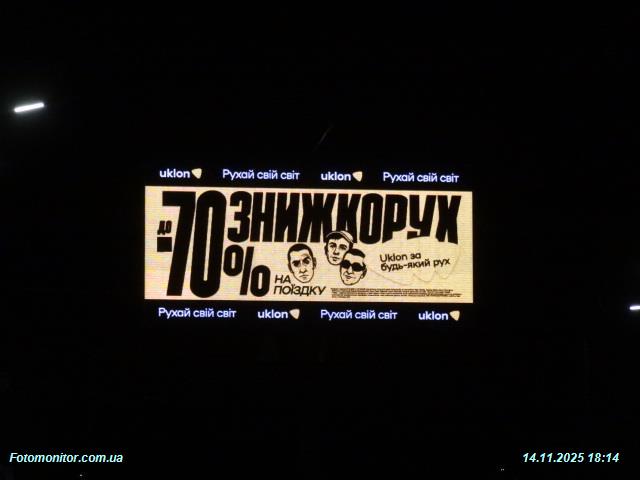 uklon Рухай свій світ uklon Рухай свій світ
до
-70%
ЗНИЖКОРУХ
НА
ПОЇЗДКУ
Uklon за
будь-який рух
Рухай свій світ uklon Рухай свій світ uklon
Fotomonitor.com.ua
14.11.2025 18:14